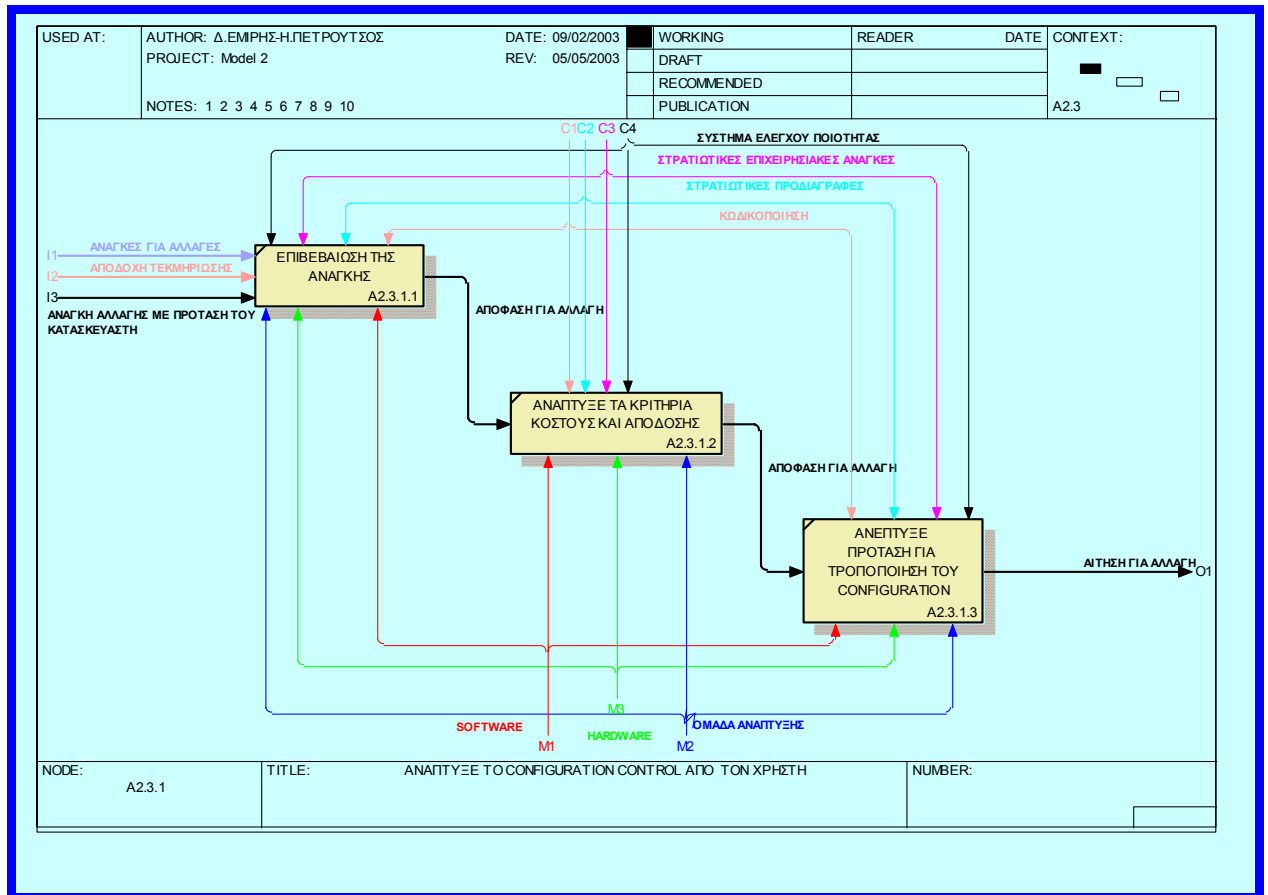 USED AT:
AUTHOR: Δ.ΕΜΙΡΗΣ-Η.ΠΕΤΡΟΥΤΣΟΣ
DATE: 09/02/2003
WORKING
READER
DATE
CONTEXT:
PROJECT: Model 2
REV: 05/05/2003
DRAFT
RECOMMENDED
NOTES: 1 2 3 4 5 6 7 8 9 10
PUBLICATION
A2.3
C1 C2 C3 C4
ΣΥΣΤΗΜΑ ΕΛΕΓΧΟΥ ΠΟΙΟΤΗΤΑΣ
ΣΤΡΑΤΙΩΤΙΚΕΣ ΕΠΙΧΕΙΡΗΣΙΑΚΕΣ ΑΝΑΓΚΕΣ
ΣΤΡΑΤΙΩΤΙΚΕΣ ΠΡΟΔΙΑΓΡΑΦΕΣ
ΚΩΔΙΚΟΠΟΙΗΣΗ
I1
ΑΝΑΓΚΕΣ ΓΙΑ ΑΛΛΑΓΕΣ
I2
ΑΠΟΔΟΧΗ ΤΕΚΜΗΡΙΩΣΗΣ
I3
ΑΝΑΓΚΗ ΑΛΛΑΓΗΣ ΜΕ ΠΡΟΤΑΣΗ ΤΟΥ
ΚΑΤΑΣΚΕΥΑΣΤΗ
ΕΠΙΒΕΒΑΙΩΣΗ ΤΗΣ
ΑΝΑΓΚΗΣ
A2.3.1.1
ΑΠΟΦΑΣΗ ΓΙΑ ΑΛΛΑΓΗ
ΑΝΑΠΤΥΞΕ ΤΑ ΚΡΙΤΗΡΙΑ
ΚΟΣΤΟΥΣ ΚΑΙ ΑΠΟΔΟΣΗΣ
A2.3.1.2
ΑΠΟΦΑΣΗ ΓΙΑ ΑΛΛΑΓΗ
ΑΝΕΠΤΥΞΕ
ΠΡΟΤΑΣΗ ΓΙΑ
ΤΡΟΠΟΠΟΙΗΣΗ ΤΟΥ
CONFIGURATION
A2.3.1.3
ΑΙΤΗΣΗ ΓΙΑ ΑΛΛΑΓΗ
O1
M3
SOFTWARE
HARDWARE
ΟΜΑΔΑ ΑΝΑΠΤΥΞΗΣ
M1
M2
NODE:
A2.3.1
TITLE:
ΑΝΑΠΤΥΞΕ ΤΟ CONFIGURATION CONTROL ΑΠΟ ΤΟΝ ΧΡΗΣΤΗ
NUMBER: